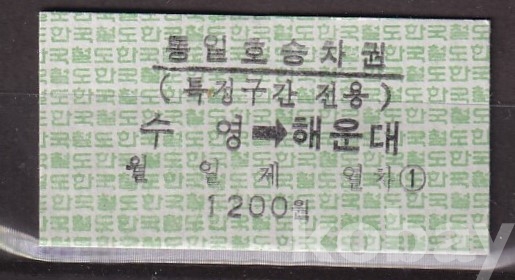 통일호승차권
(특정구간 전용)
수 영 ➡ 해운대
월 일 제 열차 ①
1200원
kobay